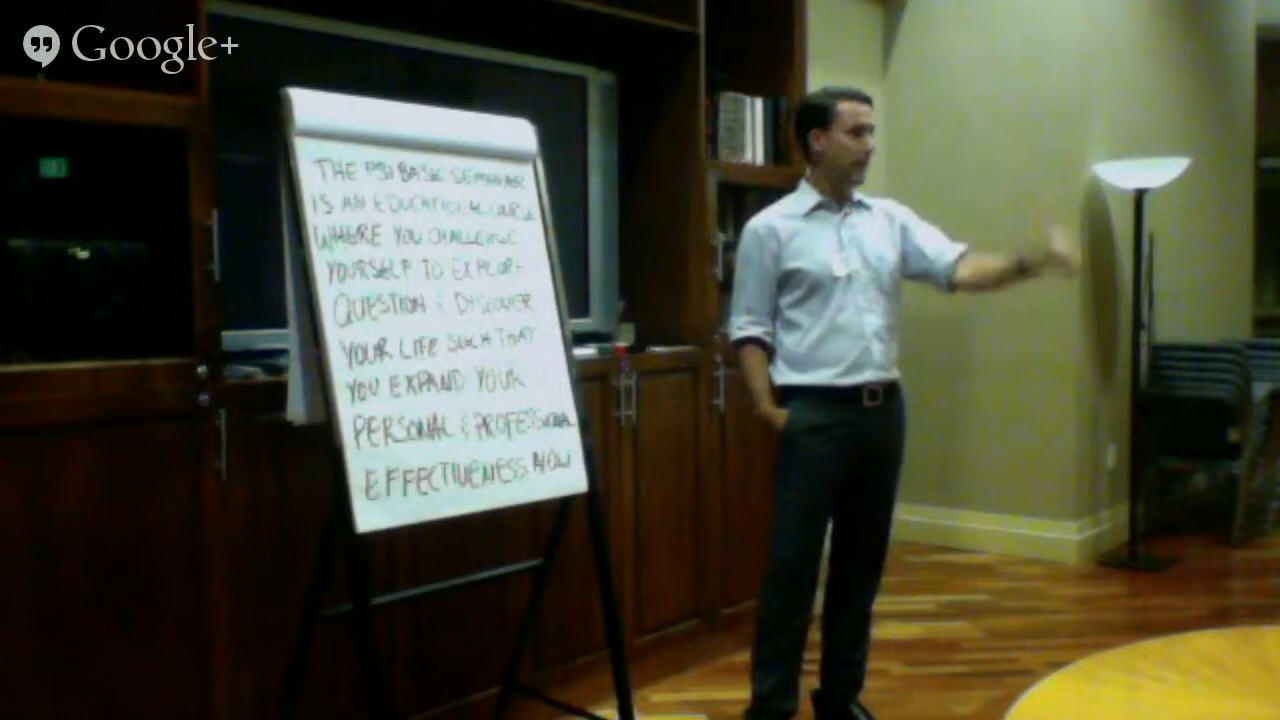 Google+
THE PSI BASIC SEMINAR
IS AN EDUCATIONAL COURSE
WHERE YOU CHALLENGE
YOURSELF TO EXPLORE
QUESTION & DISCOVER
YOUR LIFE SUCH THAT
YOU EXPAND YOUR
PERSONAL & PROFESSIONAL
EFFECTIVENESS NOW